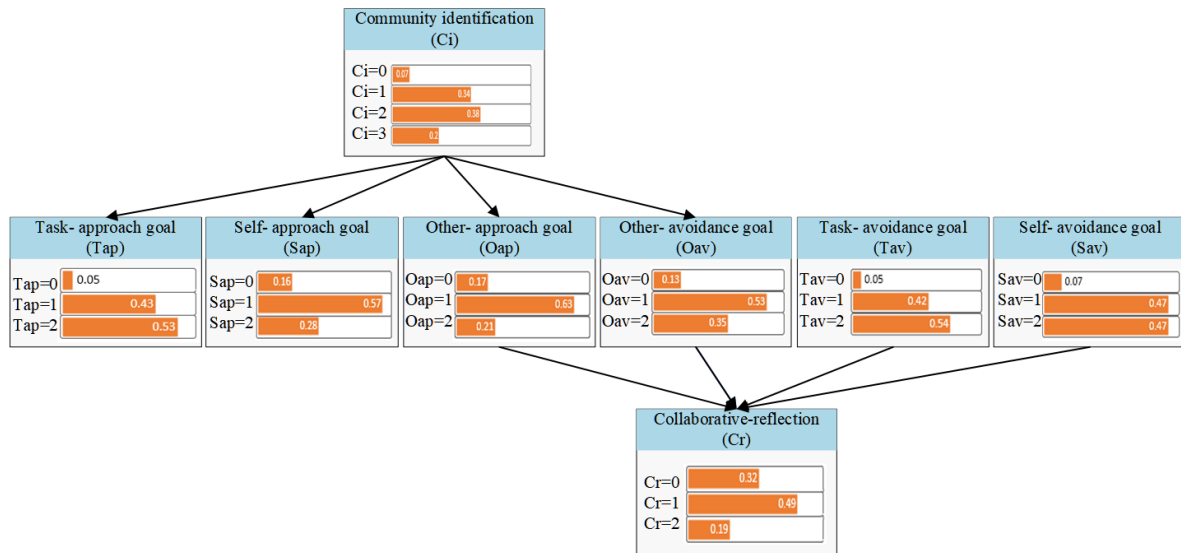 Community identification
(Ci)
Ci=0 0.07
Ci=1 0.34
Ci=2 0.38
Ci=3 0.2
Task- approach goal
(Tap)
Tap=0 0.05
Tap=1 0.43
Tap=2 0.53
Self- approach goal
(Sap)
Sap=0 0.16
Sap=1 0.57
Sap=2 0.28
Other- approach goal
(Oap)
Oap=0 0.17
Oap=1 0.63
Oap=2 0.21
Other- avoidance goal
(Oav)
Oav=0 0.13
Oav=1 0.53
Oav=2 0.35
Task- avoidance goal
(Tav)
Tav=0 0.05
Tav=1 0.42
Tav=2 0.54
Self- avoidance goal
(Sav)
Sav=0 0.07
Sav=1 0.47
Sav=2 0.47
Collaborative-reflection
(Cr)
Cr=0 0.32
Cr=1 0.49
Cr=2 0.19